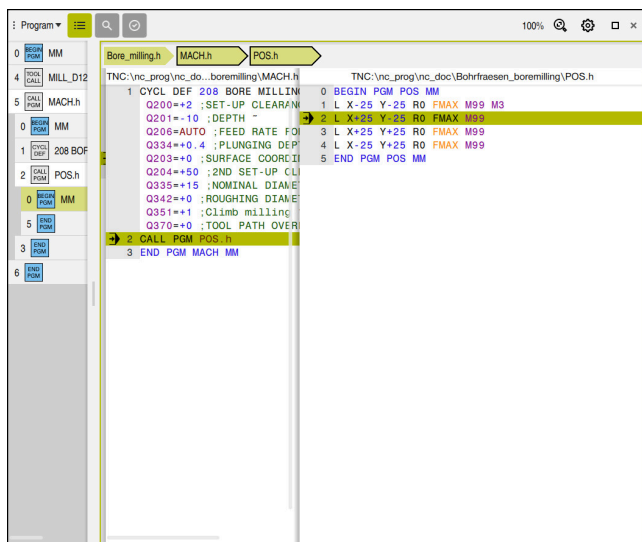 Program
100%
0 BEGIN PGM MM
4 TOOL CALL MILL_D12
5 CALL PGM MACH.h
0 BEGIN PGM MM
1 CYCL DEF 208 BOR
2 CALL PGM POS.h
0 BEGIN PGM MM
5 END PGM
3 END PGM
6 END PGM
Bore_milling.h MACH.h POS.h
TNC:\nc_prog\nc_do...boremilling\MACH.h
1 CYCL DEF 208 BORE MILLING
Q200=+2 ;SET-UP CLEARANC
Q201=-10 ;DEPTH ~
Q206=AUTO ;FEED RATE FO
Q334=+0.4 ;PLUNGING DEP
Q203=+0 ;SURFACE COORDI
Q204=+50 ;2ND SET-UP CL
Q335=+15 ;NOMINAL DIAME
Q342=+0 ;ROUGHING DIAME
Q351=+1 ;Climb milling
Q370=+0 ;TOOL PATH OVER
2 CALL PGM POS.h
3 END PGM MACH MM
TNC:\nc_prog\nc_doc\Bohrfraesen_boremilling\POS.h
0 BEGIN PGM POS MM
1 L X-25 Y-25 R0 FMAX M99 M3
2 L X+25 Y-25 R0 FMAX M99
3 L X+25 Y+25 R0 FMAX M99
4 L X-25 Y+25 R0 FMAX M99
5 END PGM POS MM